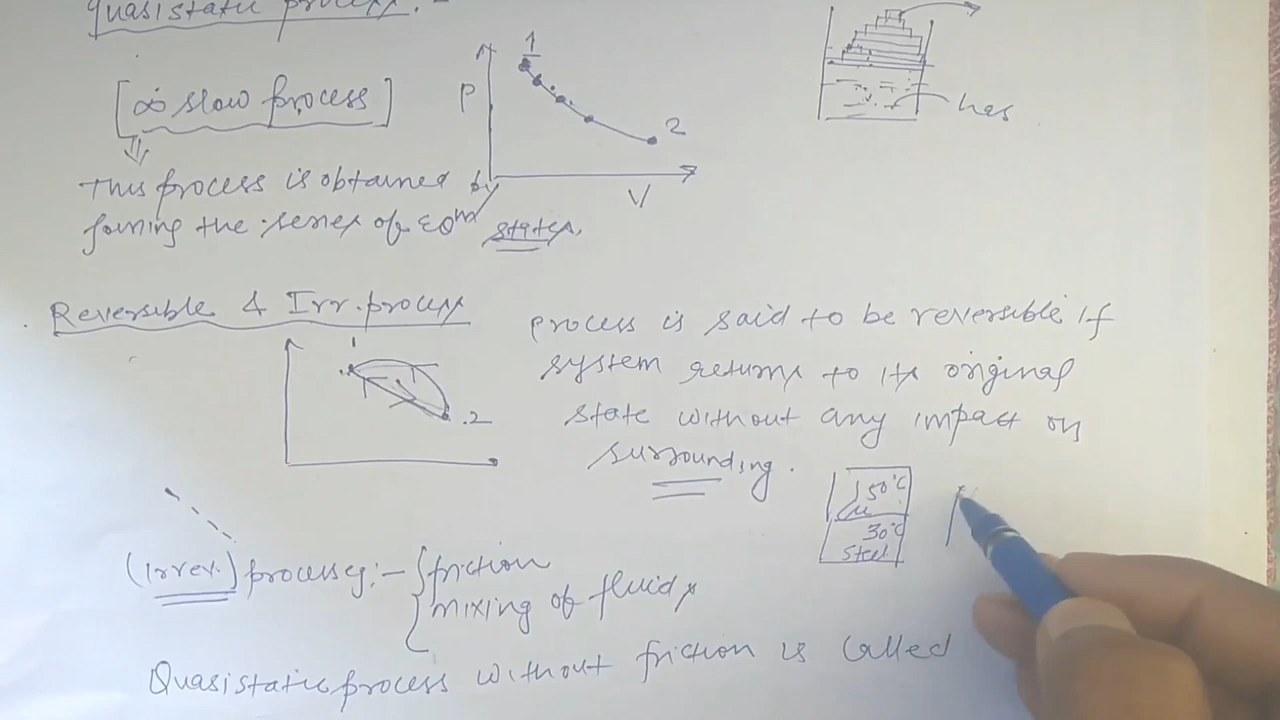 Quasistatic process:-
[∞ slow process]
This process is obtained by
joining the series of eqm states.
1
P
2
V
has
Reversible & Irr. process
1
.2
process is said to be reversible if
system returns to its original
state without any impact on
surrounding.
50°C
Cu
30°C
Steel
(irrev.) process:- { friction
mixing of fluids
Quasistatic process without friction is called